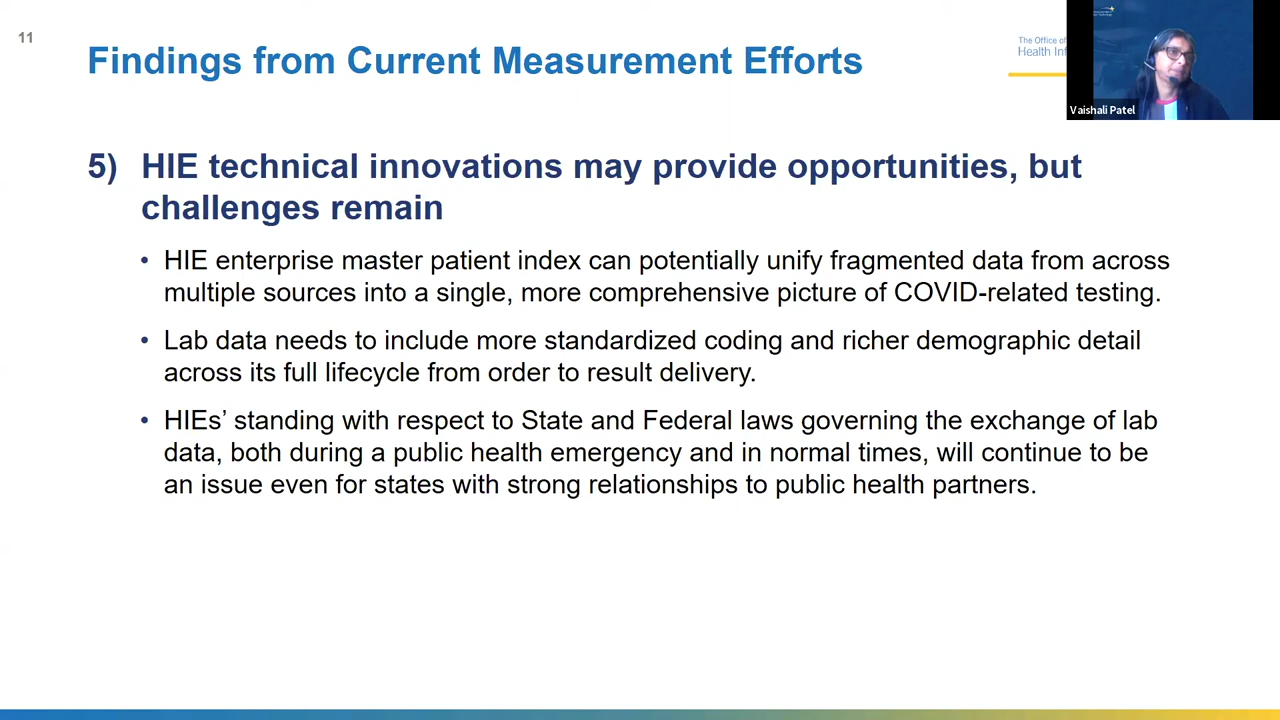 11
Findings from Current Measurement Efforts
The Office of
Health Inf
Vaishali Patel
5) HIE technical innovations may provide opportunities, but
challenges remain
• HIE enterprise master patient index can potentially unify fragmented data from across
multiple sources into a single, more comprehensive picture of COVID-related testing.
• Lab data needs to include more standardized coding and richer demographic detail
across its full lifecycle from order to result delivery.
• HIEs’ standing with respect to State and Federal laws governing the exchange of lab
data, both during a public health emergency and in normal times, will continue to be
an issue even for states with strong relationships to public health partners.